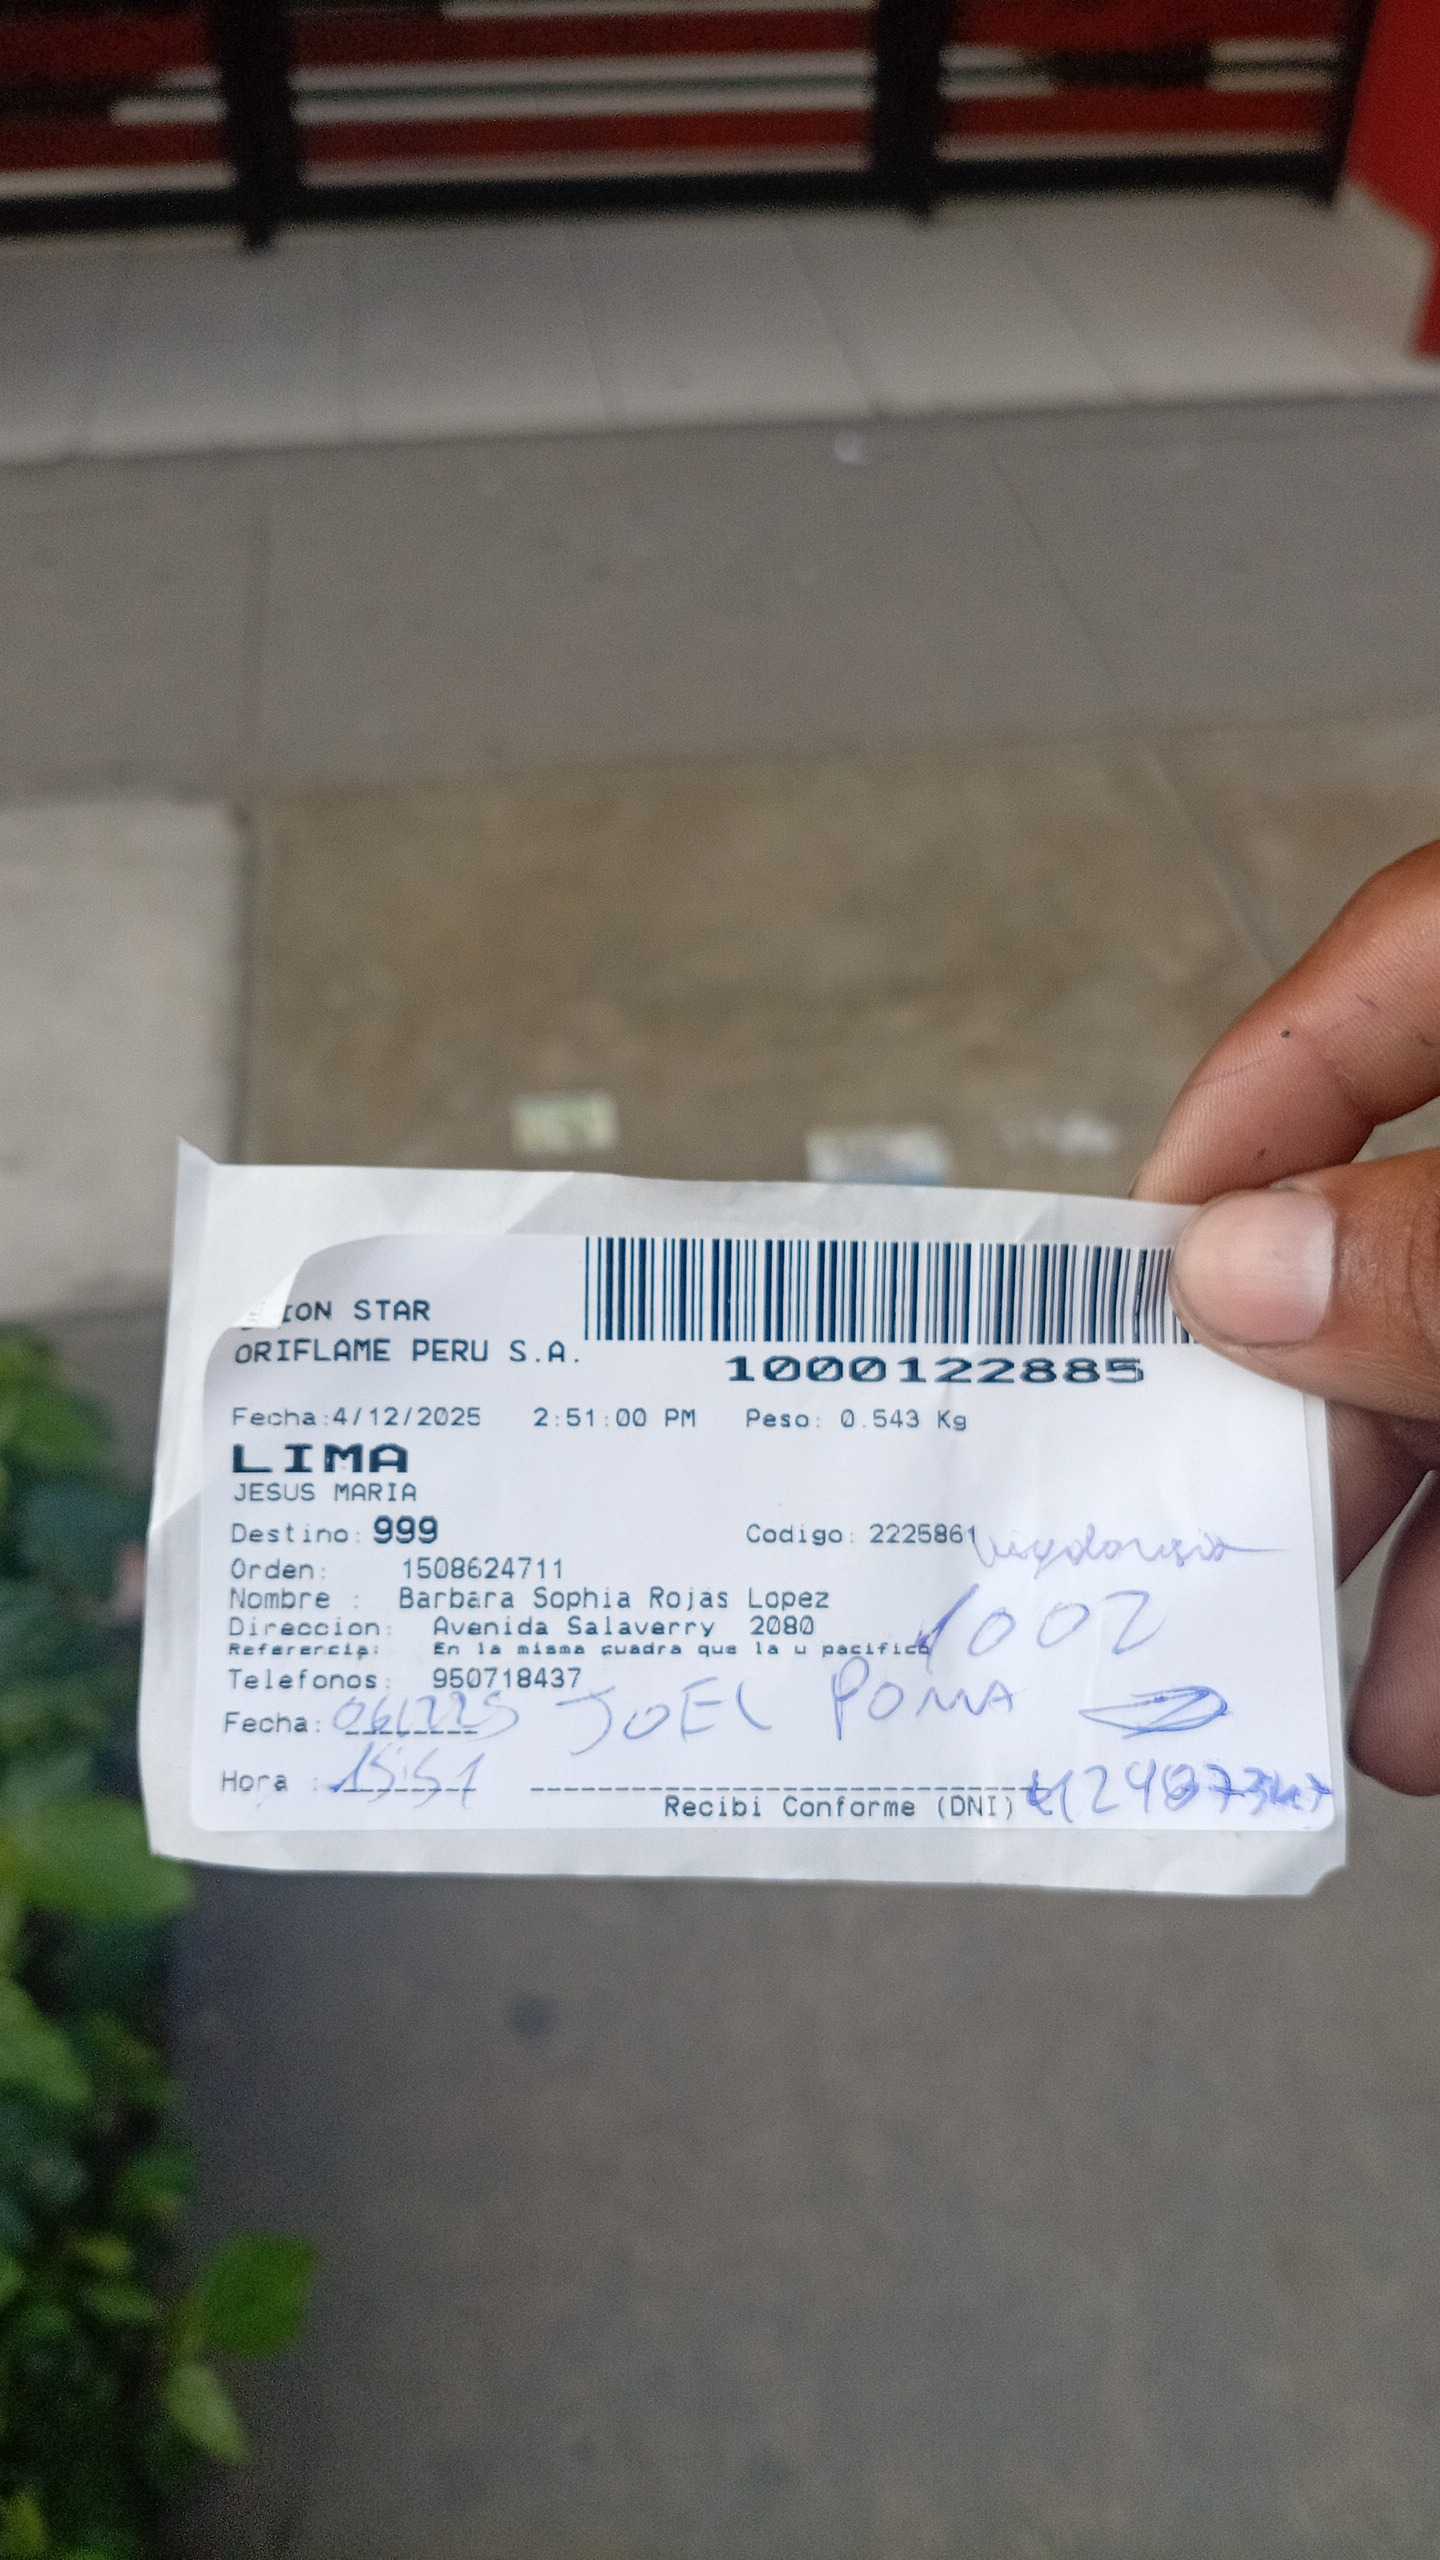 ION STAR
ORIFLAME PERU S.A.
1000122885
Fecha:4/12/2025 2:51:00 PM Peso: 0.543 Kg
LIMA
JESUS MARIA
Destino: 999 Codigo: 2225861
Orden: 1508624711
Nombre : Barbara Sophia Rojas Lopez
1002
Direccion: Avenida Salaverry 2080
Referencia: En la misma cuadra que la u pacifico
Telefonos: 950718437
Fecha: 061225 JOEL POMA
Hora : 15:51
Recibi Conforme (DNI)